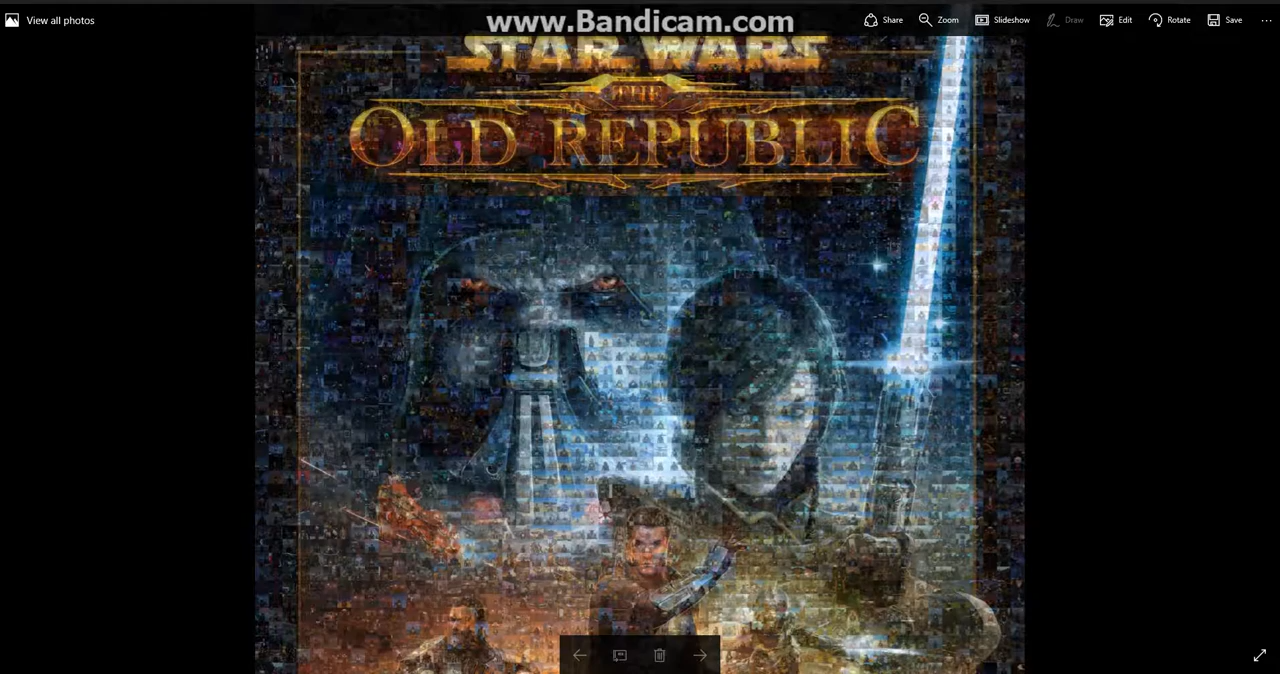 www.Bandicam.com
View all photos
Share
Zoom
Slideshow
Draw
Edit
Rotate
Save
STAR WARS
THE
OLD REPUBLIC